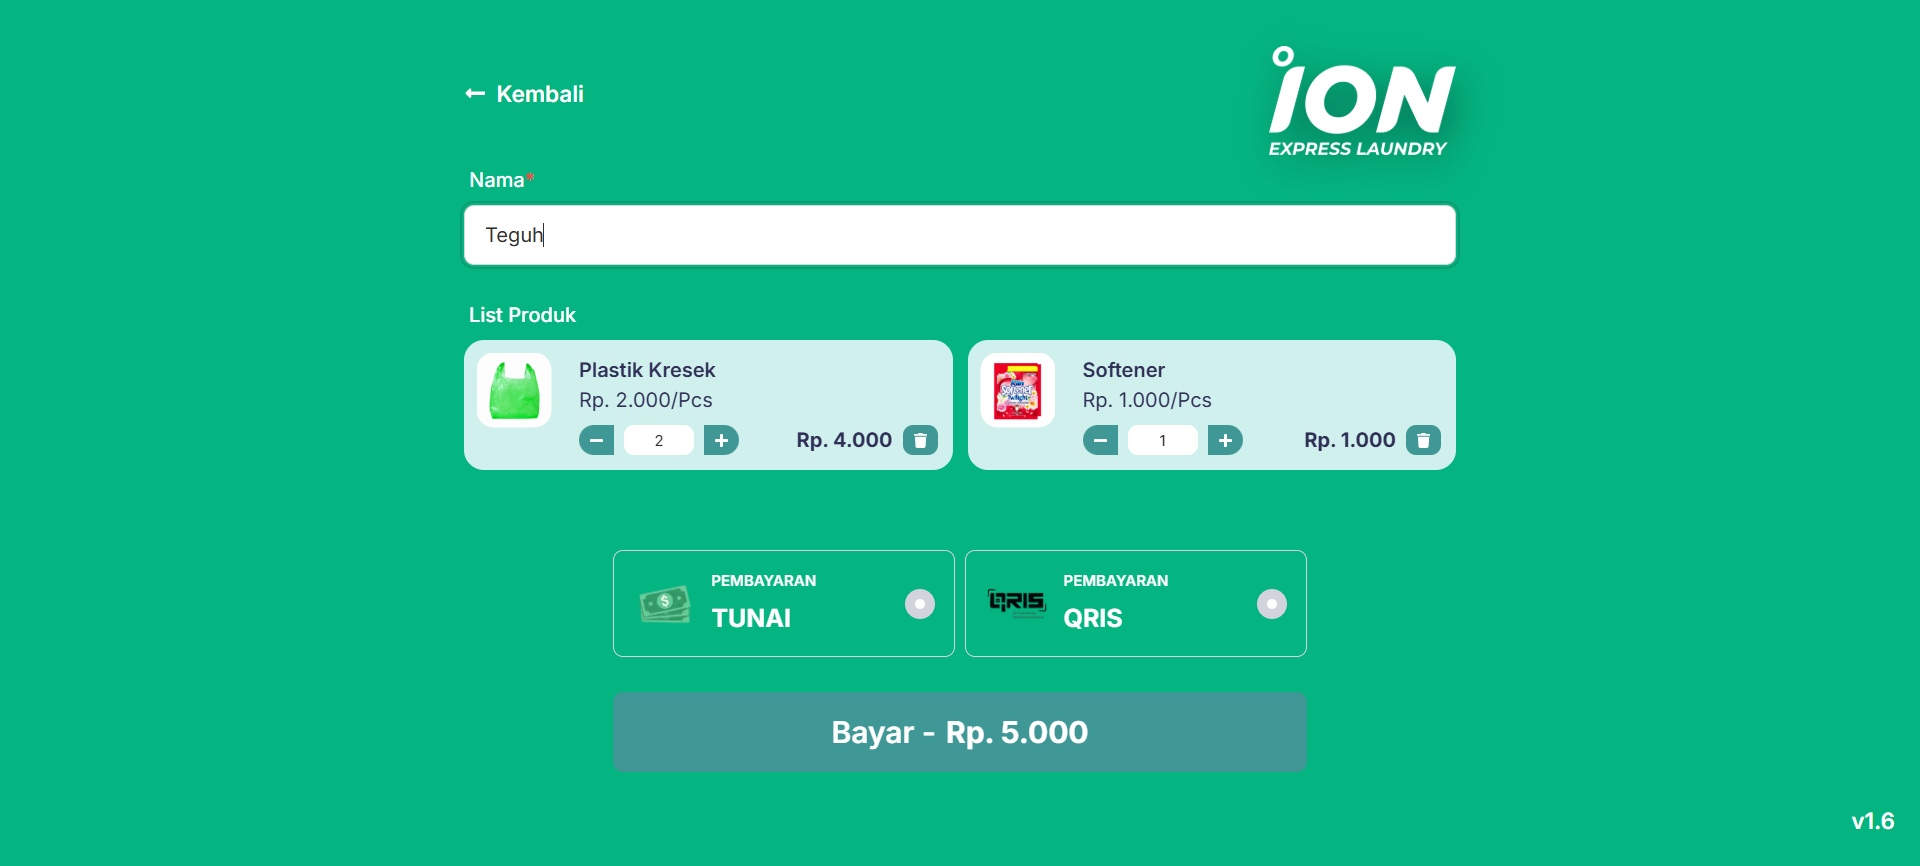 Kembali
ION
EXPRESS LAUNDRY
Nama*
Teguh
List Produk
Plastik Kresek
Rp. 2.000/Pcs
2
Rp. 4.000
Softener
Rp. 1.000/Pcs
1
Rp. 1.000
PEMBAYARAN
TUNAI
QRIS
PEMBAYARAN
QRIS
Bayar - Rp. 5.000
v1.6